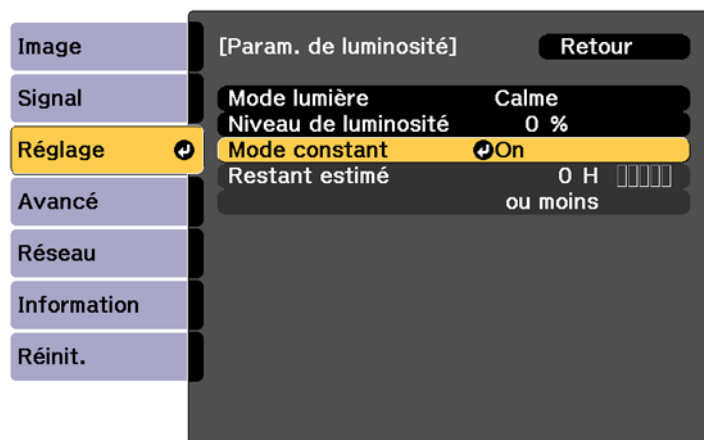 Image
Signal
Réglage
Avancé
Réseau
Information
Réinit.
[Param. de luminosité] Retour
Mode lumière Calme
Niveau de luminosité 0 %
Mode constant On
Restant estimé 0 H
ou moins